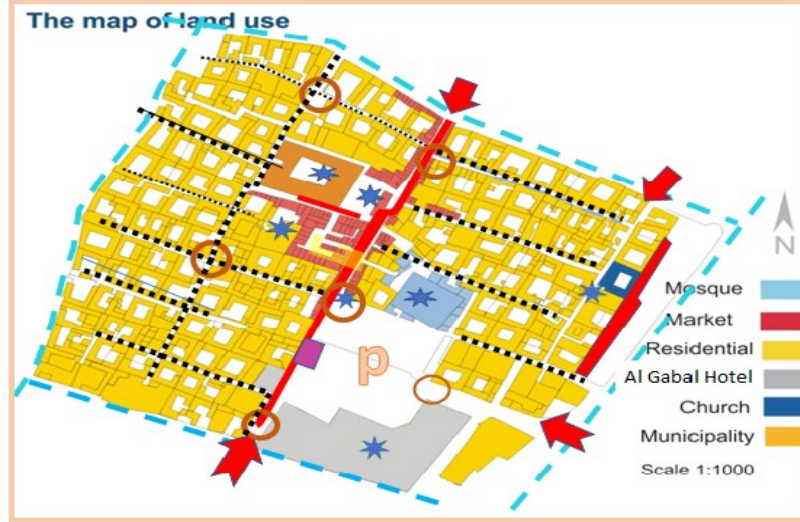 The map of land use
N
Mosque
Market
Residential
Al Gabal Hotel
Church
Municipality
Scale 1:1000
p